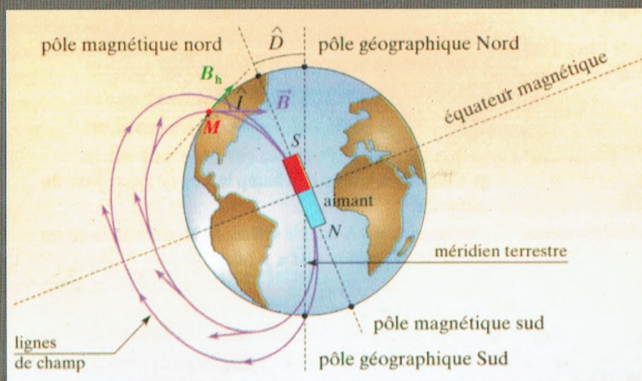 pôle magnétique nord
D̂
pôle géographique Nord
B_h
Î
B⃗
M
équateur magnétique
S
aimant
N
méridien terrestre
pôle magnétique sud
lignes
de champ
pôle géographique Sud